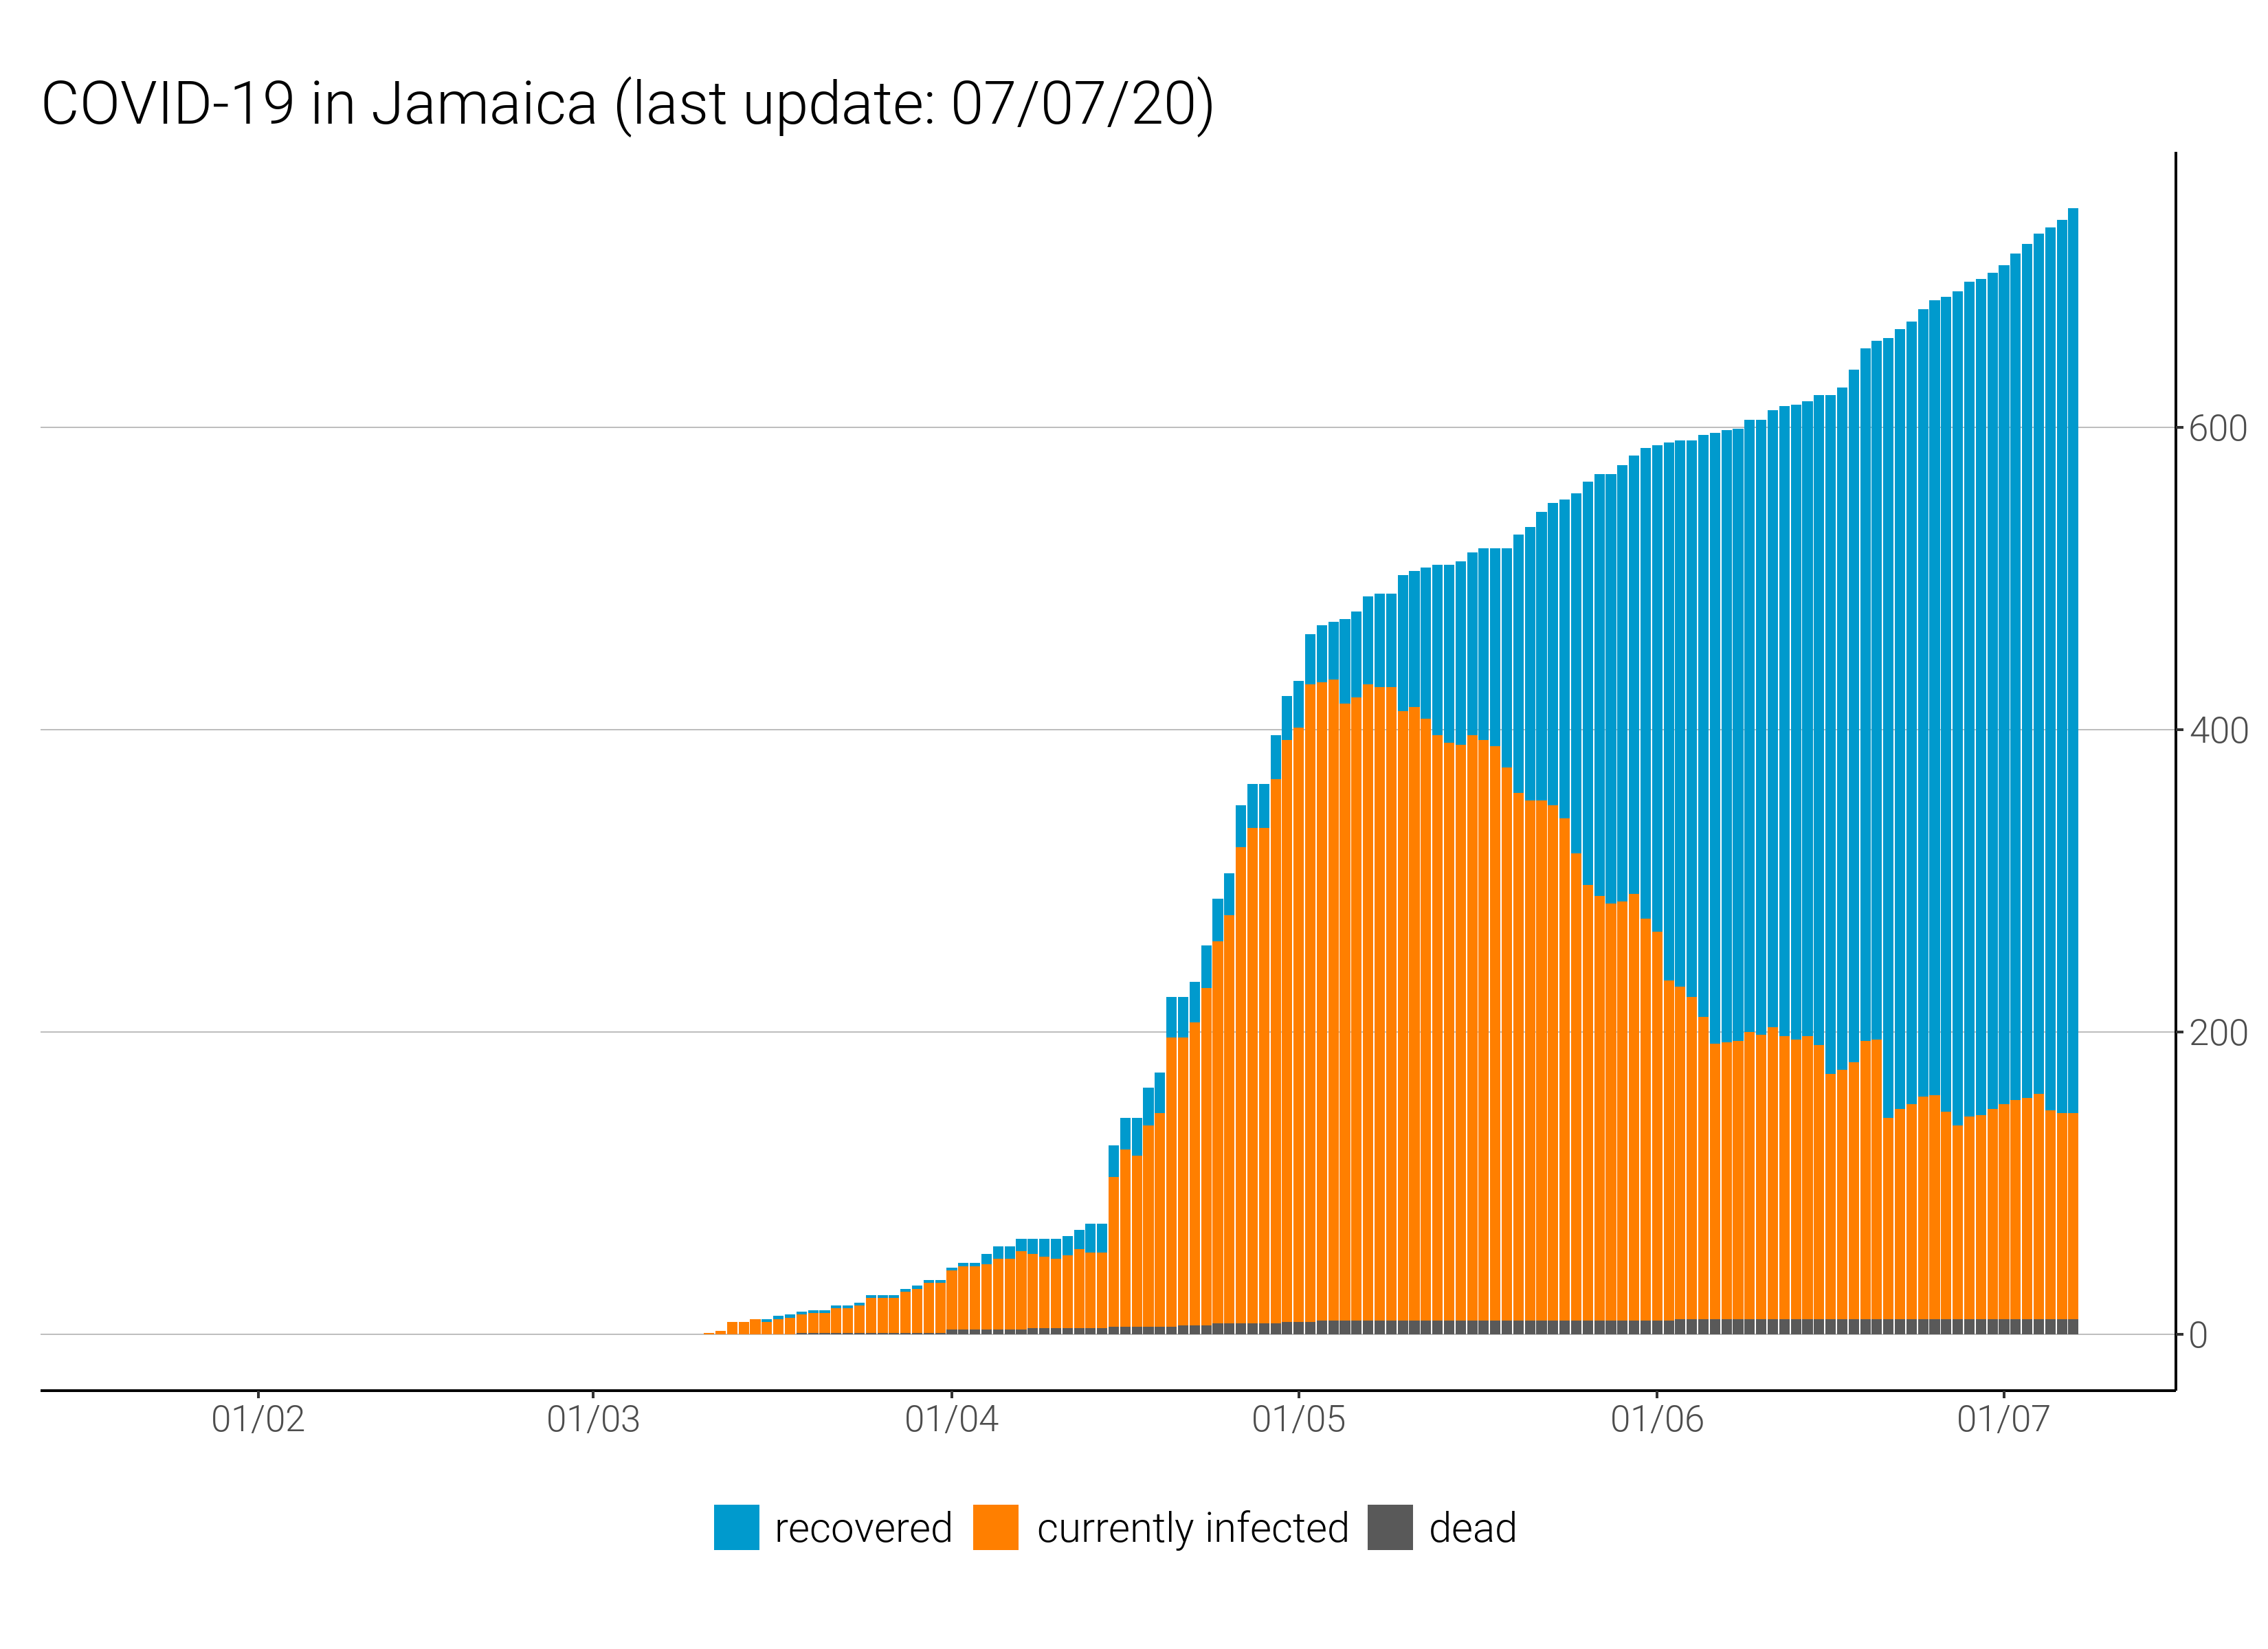 COVID-19 in Jamaica (last update: 07/07/20)
600
400
200
0
01/02 01/03 01/04 01/05 01/06 01/07
recovered currently infected dead